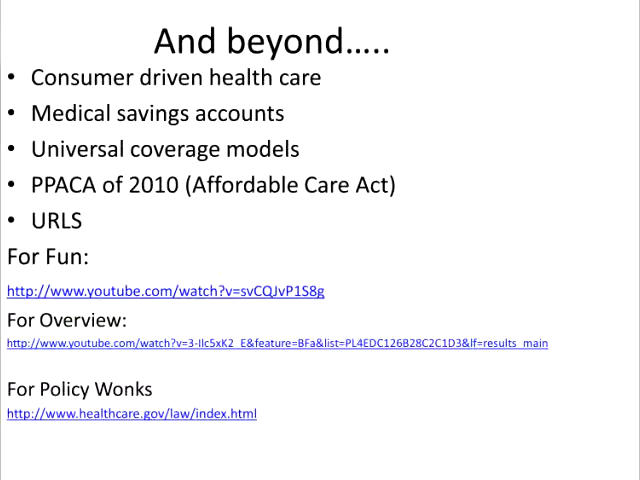 And beyond…..
• Consumer driven health care
• Medical savings accounts
• Universal coverage models
• PPACA of 2010 (Affordable Care Act)
• URLS
For Fun:
http://www.youtube.com/watch?v=svCQJvP1S8g
For Overview:
http://www.youtube.com/watch?v=3-Ilc5xK2_E&feature=BFa&list=PL4EDC126B28C2C1D3&lf=results_main
For Policy Wonks
http://www.healthcare.gov/law/index.html